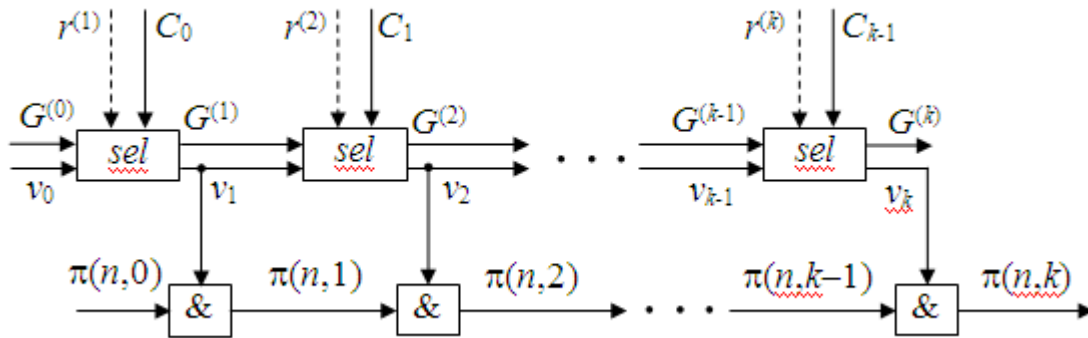 r(1) C0 r(2) C1 r(k) Ck-1
G(0) G(1) G(2) G(k-1) G(k)
sel sel • • • sel
v0 v1 v2 vk-1 vk
π(n,0) π(n,1) π(n,2) π(n,k–1) π(n,k)
& & • • • &